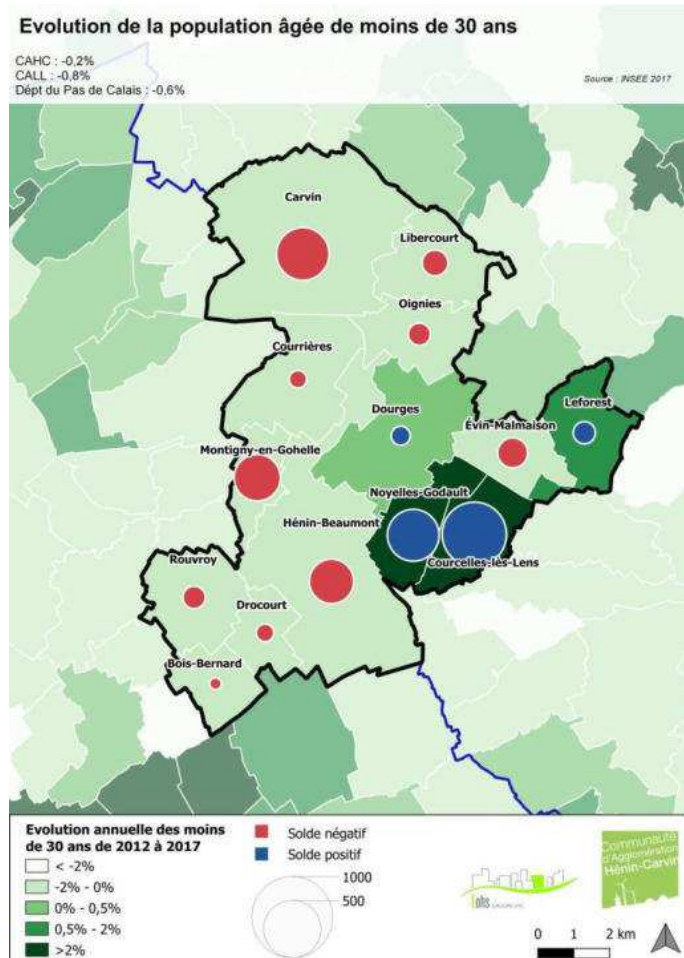 Evolution de la population âgée de moins de 30 ans
CAHC : -0,2%
CALL : -0,8%
Dépt du Pas de Calais : -0,6%
Source : INSEE 2017
Carvin
Libercourt
Oignies
Courrières
Dourges
Leforest
Évin-Malmaison
Montigny-en-Gohelle
Noyelles-Godault
Hénin-Beaumont
Courcelles-lès-Lens
Rouvroy
Drocourt
Bois-Bernard
Evolution annuelle des moins
de 30 ans de 2012 à 2017
< -2%
-2% - 0%
0% - 0,5%
0,5% - 2%
>2%
Solde négatif
Solde positif
1000
500
Communauté
d'Agglomération
Hénin-Carvin
0 1 2 km